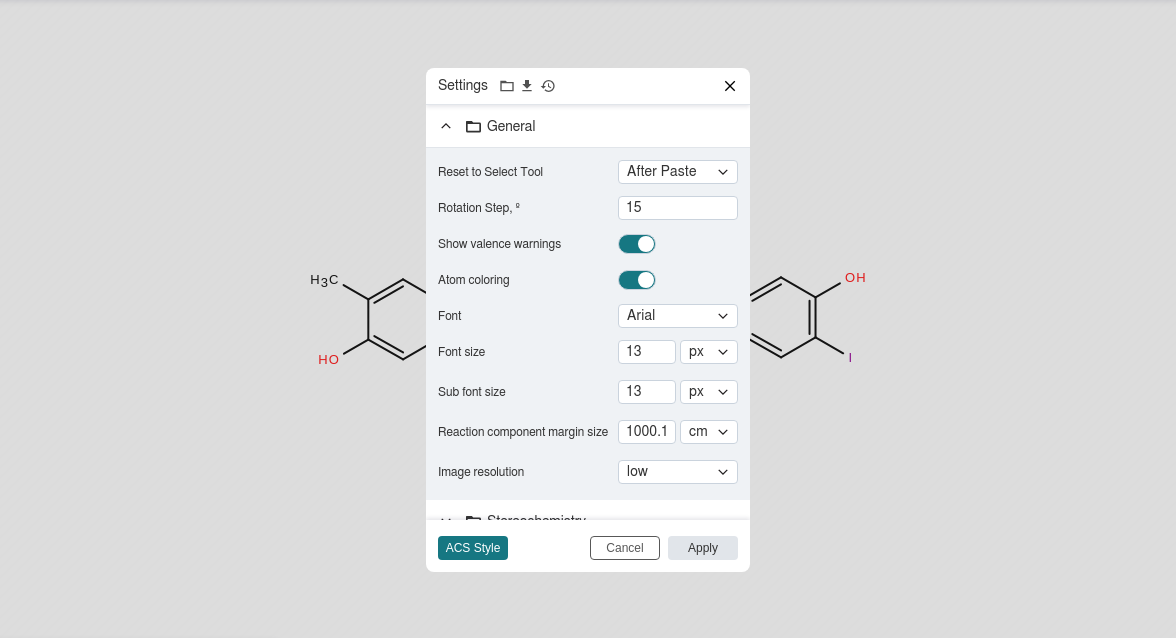 Settings
General
Reset to Select Tool After Paste
Rotation Step, º 15
Show valence warnings
Atom coloring
Font Arial
Font size 13 px
Sub font size 13 px
Reaction component margin size 1000.1 cm
Image resolution low
Stereochemistry
ACS Style Cancel Apply
H3C
HO
OH
I